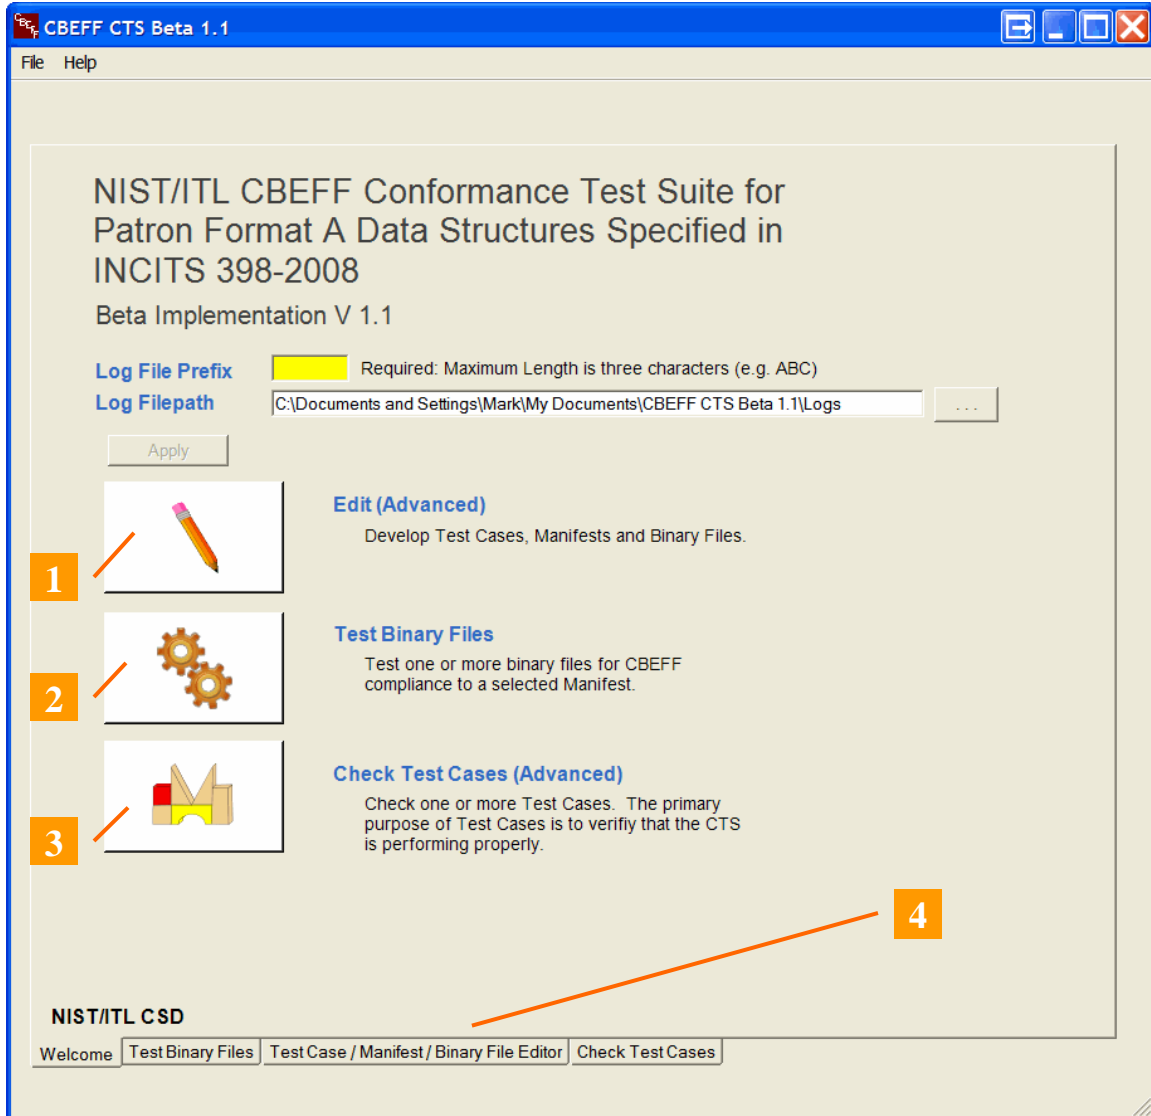 CBEFF CBEFF CTS Beta 1.1
File Help
NIST/ITL CBEFF Conformance Test Suite for
Patron Format A Data Structures Specified in
INCITS 398-2008
Beta Implementation V 1.1
Log File Prefix Required: Maximum Length is three characters (e.g. ABC)
Log Filepath C:\Documents and Settings\Mark\My Documents\CBEFF CTS Beta 1.1\Logs ...
Apply
Edit (Advanced)
Develop Test Cases, Manifests and Binary Files.
1
Test Binary Files
Test one or more binary files for CBEFF
compliance to a selected Manifest.
2
Check Test Cases (Advanced)
Check one or more Test Cases. The primary
purpose of Test Cases is to verifiy that the CTS
is performing properly.
3
4
NIST/ITL CSD
Welcome Test Binary Files Test Case / Manifest / Binary File Editor Check Test Cases